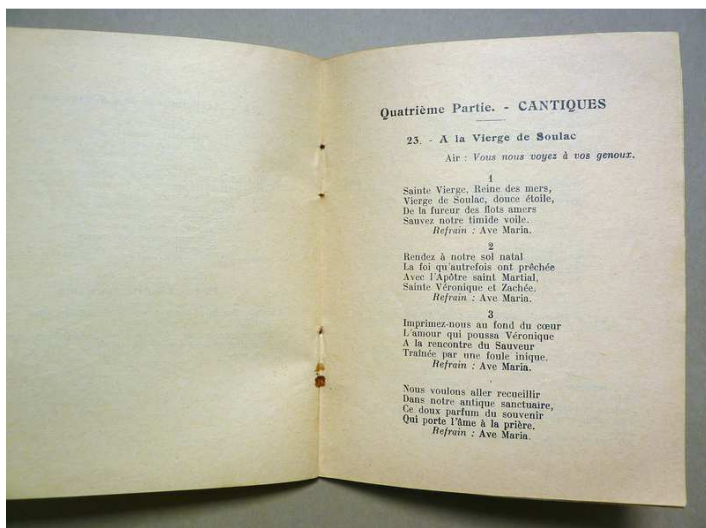 Quatrième Partie. - CANTIQUES
23. - A la Vierge de Soulac
Air : Vous nous voyez à vos genoux.
1
Sainte Vierge, Reine des mers,
Vierge de Soulac, douce étoile,
De la fureur des flots amers
Sauvez notre timide voile.
Refrain : Ave Maria.
2
Rendez à notre sol natal
La foi qu'autrefois ont prêchée
Avec l'Apôtre saint Martial,
Sainte Véronique et Zachée.
Refrain : Ave Maria.
3
Imprimez-nous au fond du cœur
L'amour qui poussa Véronique
A la rencontre du Sauveur
Traînée par une foule inique.
Refrain : Ave Maria.
Nous voulons aller recueillir
Dans notre antique sanctuaire,
Ce doux parfum du souvenir
Qui porte l'âme à la prière.
Refrain : Ave Maria.